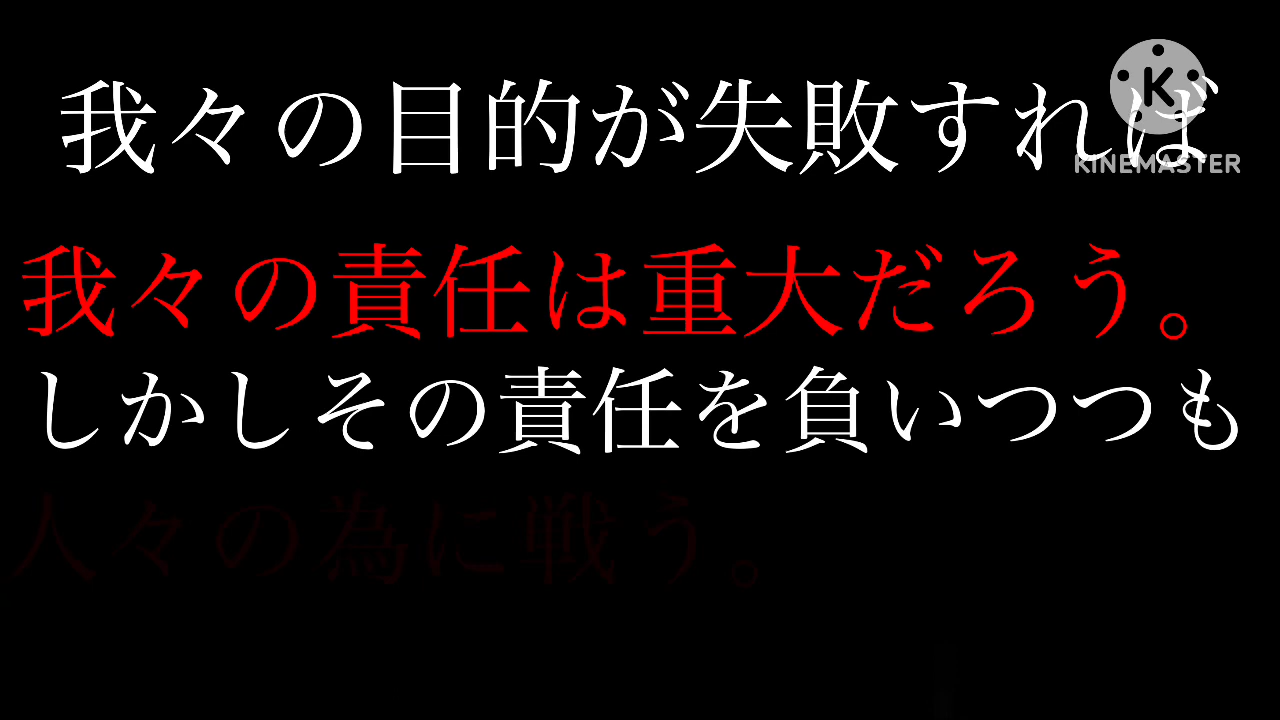 我々の目的が失敗すれば
K
KINEMASTER
我々の責任は重大だろう。
しかしその責任を負いつつも
人々の為に戦う。